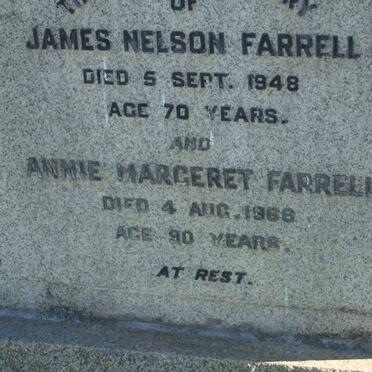 OF
JAMES NELSON FARRELL
DIED 5 SEPT. 1948
AGE 70 YEARS.
AND
ANNIE MARGERET FARRELL
DIED 4 AUG. 1968
AGE 90 YEARS.
AT REST.